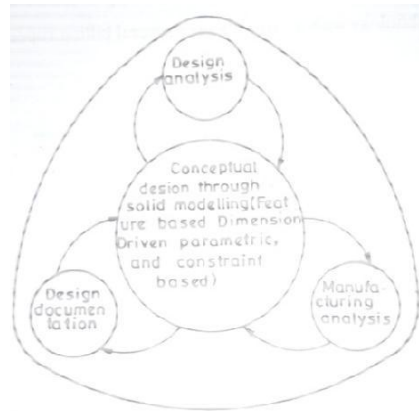 Design
analysis
Conceptual
design through
solid modelling(Feat
ure based Dimension
Driven parametric,
and constraint
based)
Design
documen
tation
Manufa-
cturing
analysis